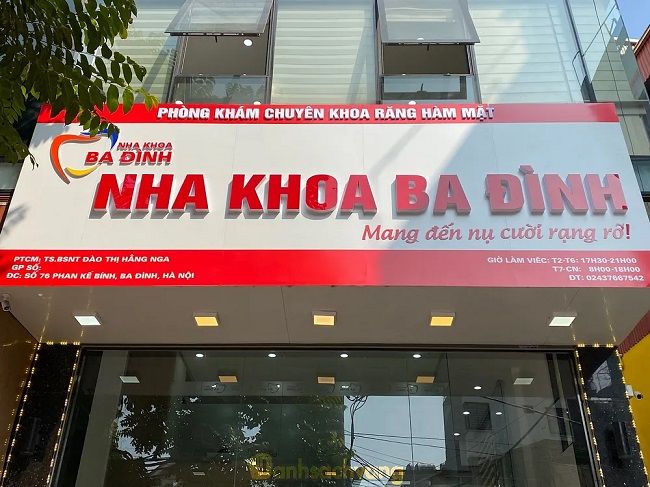 PHÒNG KHÁM CHUYÊN KHOA RĂNG HÀM MẶT
NHA KHOA
BA ĐÌNH
NHA KHOA BA ĐÌNH
Mang đến nụ cười rạng rỡ!
PTCM: TS.BSNT ĐÀO THỊ HẰNG NGA
GP SỐ:
ĐC: SỐ 76 PHAN KẾ BÍNH, BA ĐÌNH, HÀ NỘI
GIỜ LÀM VIÊC: T2-T6: 17H30-21H00
T7-CN: 8H00-18H00
ĐT: 02437667542